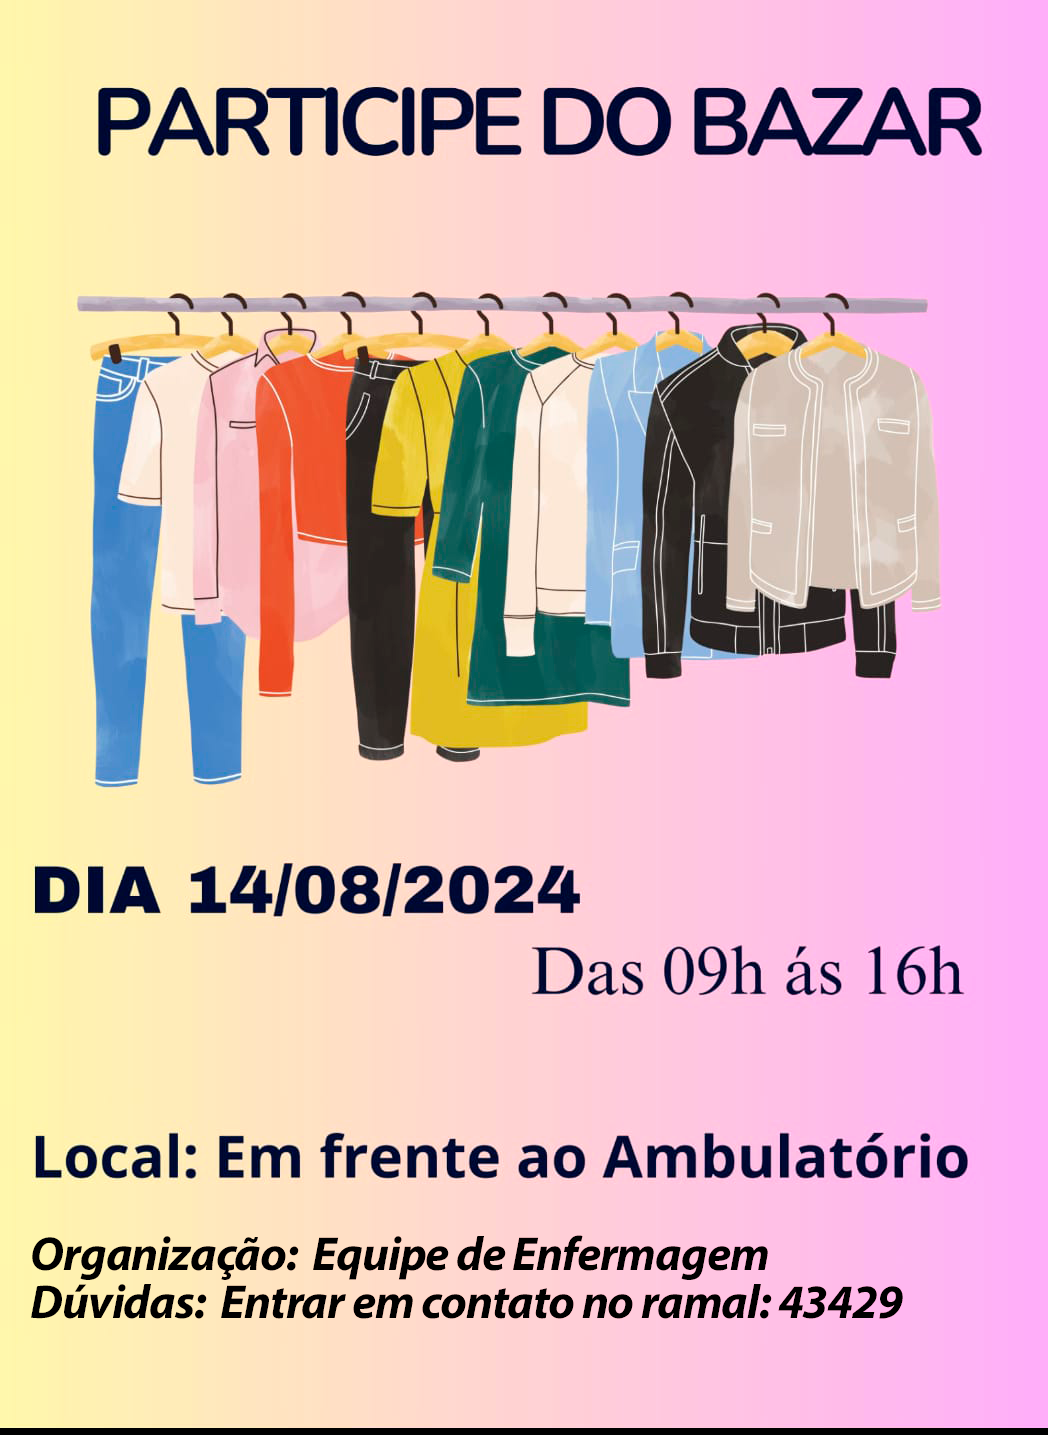 PARTICIPE DO BAZAR
DIA 14/08/2024
Das 09h ás 16h
Local: Em frente ao Ambulatório
Organização: Equipe de Enfermagem
Dúvidas: Entrar em contato no ramal: 43429